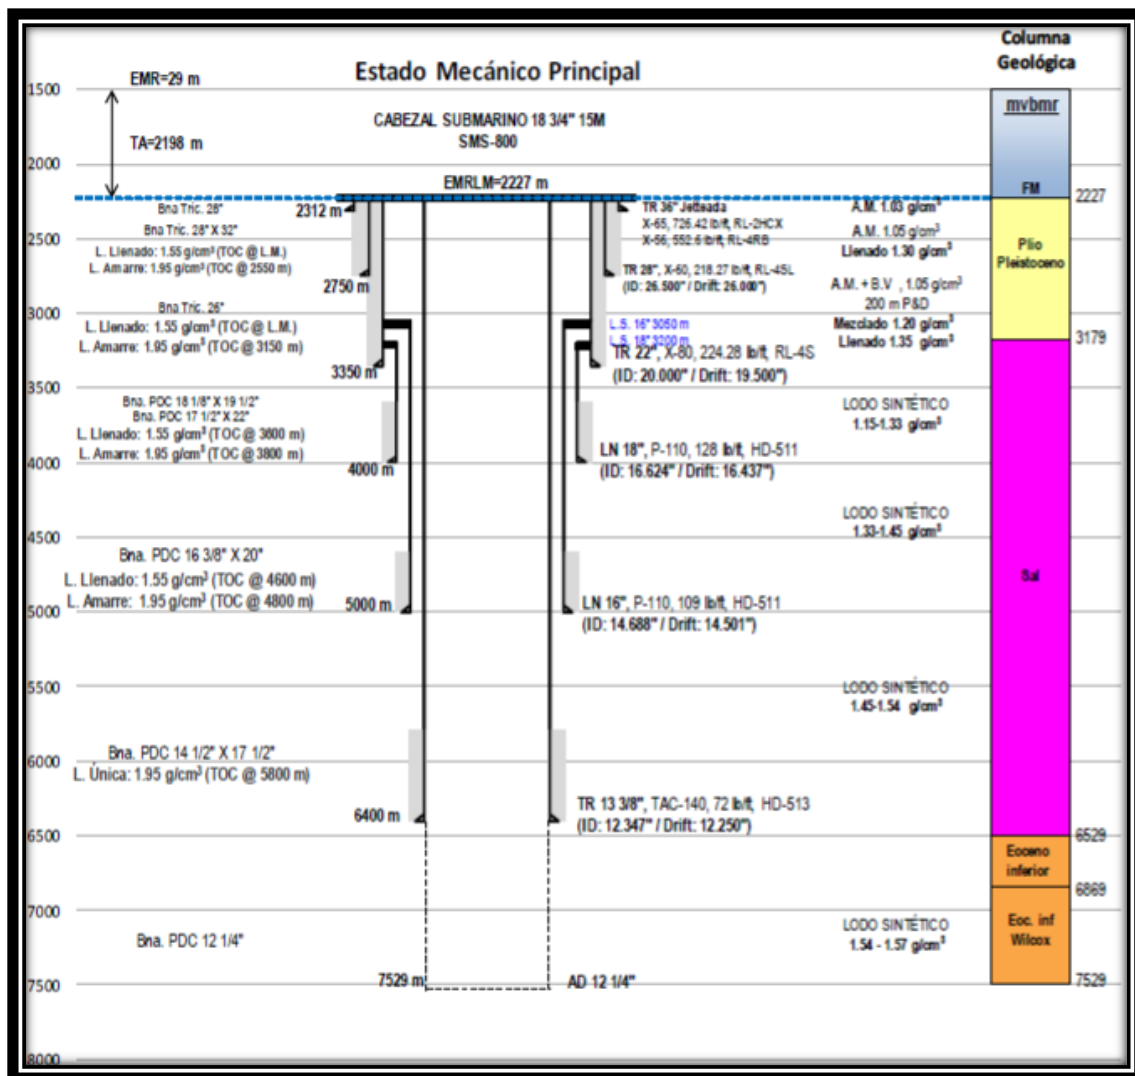 Columna
Geológica
Estado Mecánico Principal
EMR=29 m
1500
mvbmr
CABEZAL SUBMARINO 18 3/4" 15M
SMS-800
TA=2198 m
2000
EMRLM=2227 m
FM
2227
Bna Tric. 28"
2312 m
TR 36" Jetteada
A.M. 1.03 g/cm³
X-65, 726.42 lb/ft, RL-2HCX
Bna Tric. 28" X 32"
X-56, 552.6 lb/ft, RL-4RB
A.M. 1.05 g/cm³
2500
L. Llenado: 1.55 g/cm³ (TOC @ L.M.)
Llenado 1.30 g/cm³
Plio
Pleistoceno
L. Amarre: 1.95 g/cm³ (TOC @ 2550 m)
TR 28", X-60, 218.27 lb/ft, RL-4SL
2750 m
(ID: 26.500" / Drift: 26.000")
A.M. + B.V , 1.05 g/cm³
200 m P&D
Bna Tric. 26"
3000
L. Llenado: 1.55 g/cm³ (TOC @ L.M.)
L.S. 16" 3050 m
Mezclado 1.20 g/cm³
L. Amarre: 1.95 g/cm³ (TOC @ 3150 m)
L.S. 18" 3200 m
Llenado 1.35 g/cm³
3179
TR 22", X-80, 224.28 lb/ft, RL-4S
3350 m
(ID: 20.000" / Drift: 19.500")
3500
Bna. PDC 18 1/8" X 19 1/2"
Bna. PDC 17 1/2" X 22"
LODO SINTÉTICO
1.15-1.33 g/cm³
L. Llenado: 1.55 g/cm³ (TOC @ 3600 m)
L. Amarre: 1.95 g/cm³ (TOC @ 3800 m)
LN 18", P-110, 128 lb/ft, HD-511
4000
4000 m
(ID: 16.624" / Drift: 16.437")
LODO SINTÉTICO
1.33-1.45 g/cm³
4500
Bna. PDC 16 3/8" X 20"
L. Llenado: 1.55 g/cm³ (TOC @ 4600 m)
Sal
L. Amarre: 1.95 g/cm³ (TOC @ 4800 m)
5000
5000 m
LN 16", P-110, 109 lb/ft, HD-511
(ID: 14.688" / Drift: 14.501")
5500
LODO SINTÉTICO
1.45-1.54 g/cm³
6000
Bna. PDC 14 1/2" X 17 1/2"
L. Única: 1.95 g/cm³ (TOC @ 5800 m)
6400 m
TR 13 3/8", TAC-140, 72 lb/ft, HD-513
(ID: 12.347" / Drift: 12.250")
6500
6529
Eoceno
inferior
6869
7000
Bna. PDC 12 1/4"
LODO SINTÉTICO
1.54 - 1.57 g/cm³
Eoc. inf
Wilcox
7500
7529 m
AD 12 1/4"
7529
8000